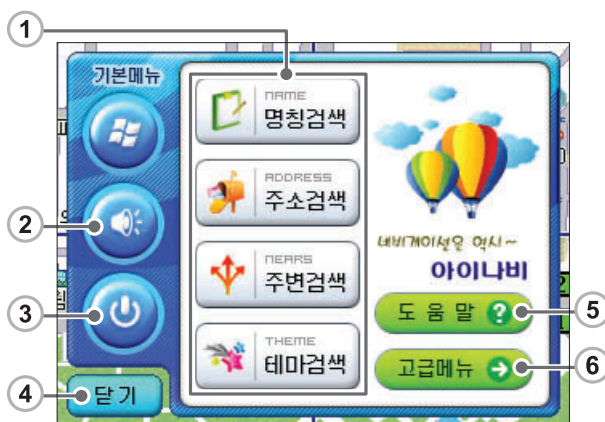 1
기본메뉴
NAME
명칭검색
ADDRESS
주소검색
2
NEARS
주변검색
네비게이션은 역시~
아이나비
3
도움말 ?
5
THEME
테마검색
고급메뉴
6
4
닫기